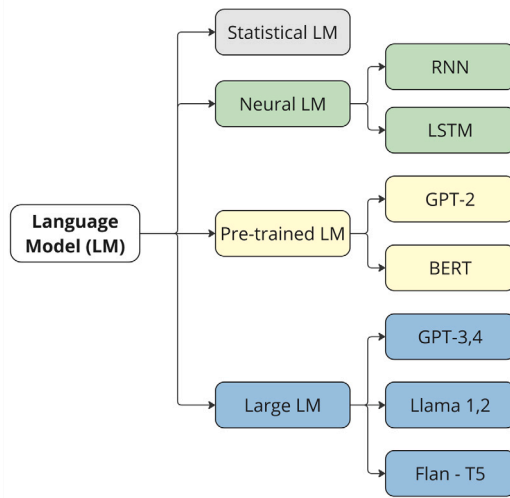 Statistical LM
Neural LM
RNN
LSTM
Language
Model (LM)
Pre-trained LM
GPT-2
BERT
Large LM
GPT-3,4
Llama 1,2
Flan - T5